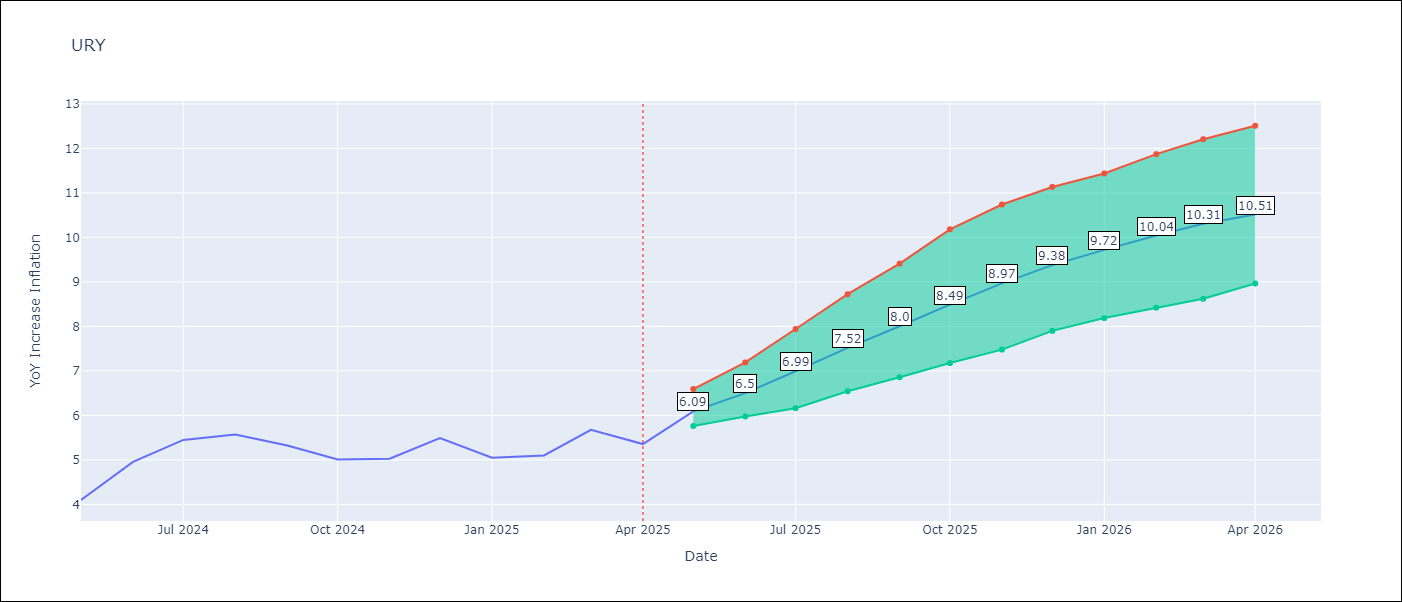 URY
YoY Increase Inflation
13
12
11
10
9
8
7
6
5
4
6.09
6.5
6.99
7.52
8.0
8.49
8.97
9.38
9.72
10.04
10.31
10.51
Jul 2024
Oct 2024
Jan 2025
Apr 2025
Jul 2025
Oct 2025
Jan 2026
Apr 2026
Date